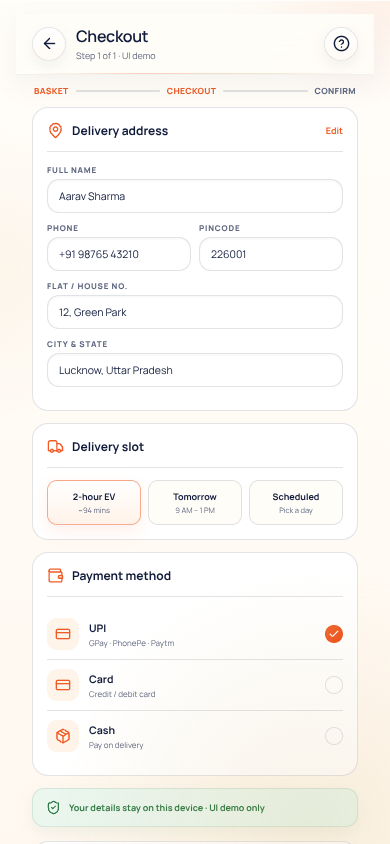 Checkout
Step 1 of 1 · UI demo
BASKET CHECKOUT CONFIRM
Delivery address Edit
FULL NAME
Aarav Sharma
PHONE PINCODE
+91 98765 43210 226001
FLAT / HOUSE NO.
12, Green Park
CITY & STATE
Lucknow, Uttar Pradesh
Delivery slot
2-hour EV Tomorrow Scheduled
~94 mins 9 AM – 1 PM Pick a day
Payment method
UPI
GPay · PhonePe · Paytm
Card
Credit / debit card
Cash
Pay on delivery
Your details stay on this device · UI demo only